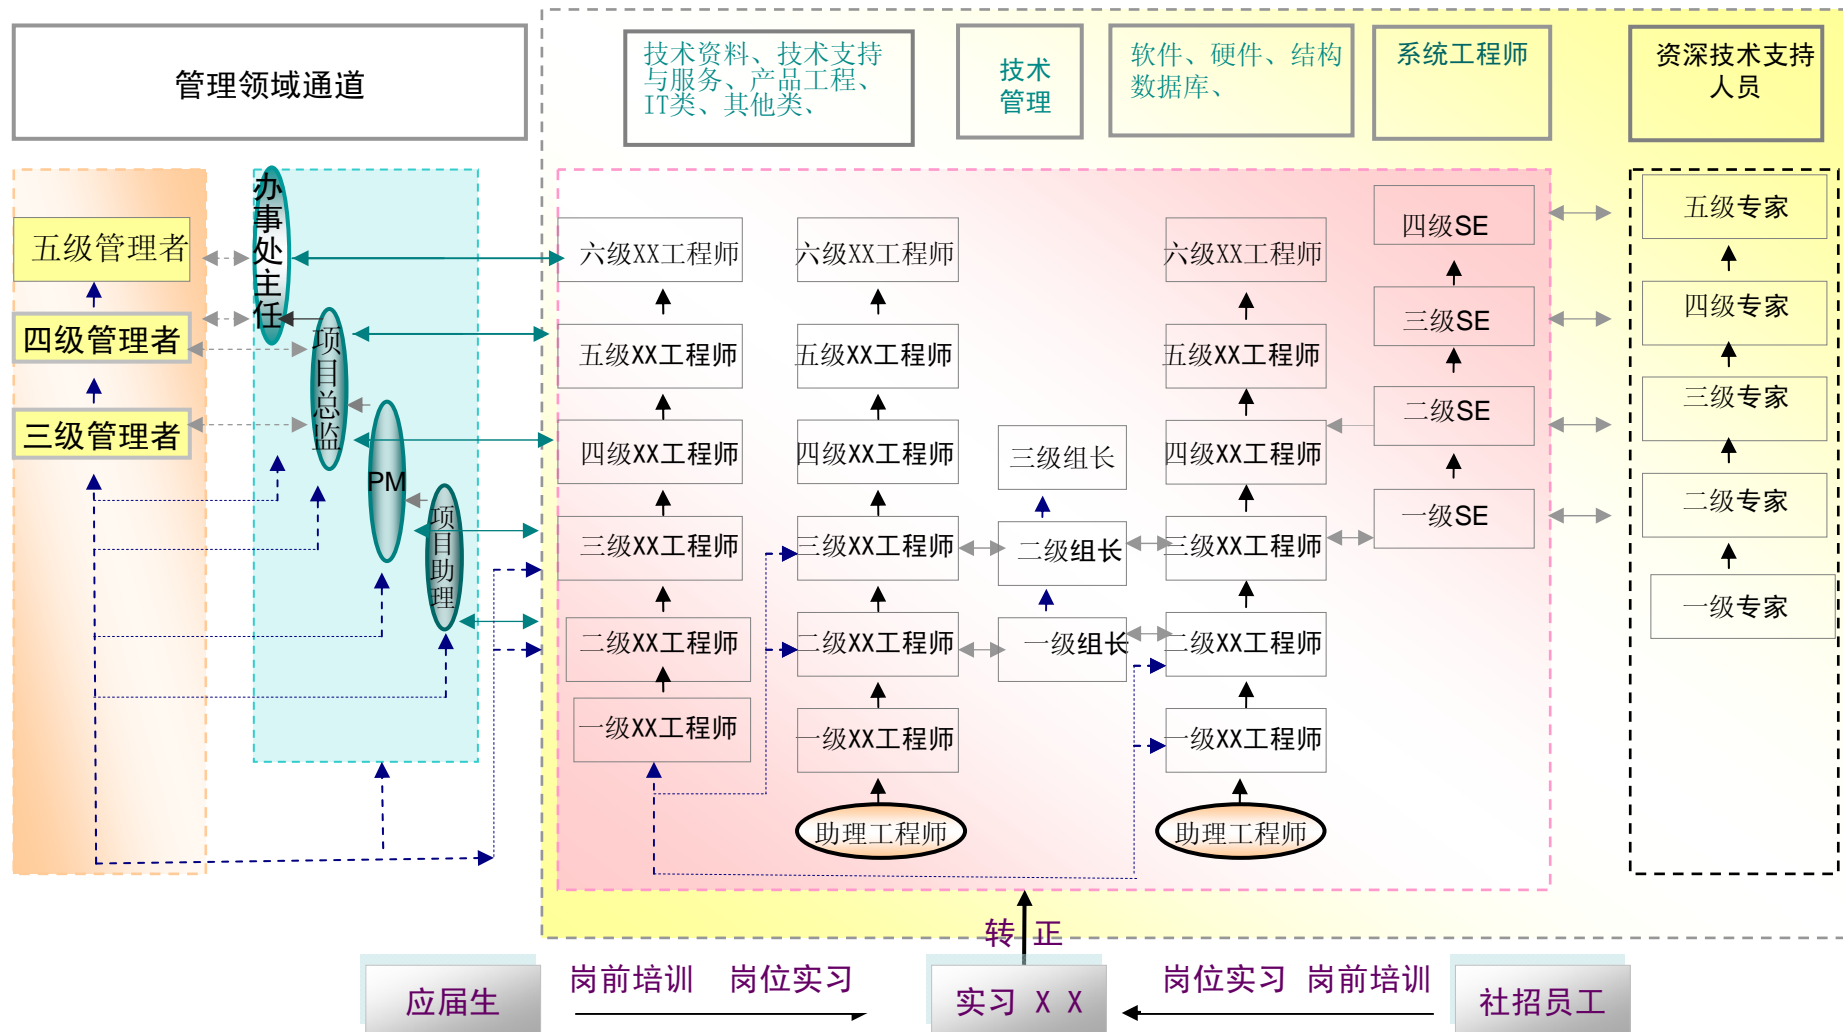 管理领域通道
技术资料、技术支持
与服务、产品工程、
IT类、其他类、
技术
管理
软件、硬件、结构
数据库、
系统工程师
资深技术支持
人员
五级管理者
四级管理者
三级管理者
办事处主任
项目总监
PM
项目助理
六级XX工程师
五级XX工程师
四级XX工程师
三级XX工程师
二级XX工程师
一级XX工程师
六级XX工程师
五级XX工程师
四级XX工程师
三级XX工程师
二级XX工程师
一级XX工程师
助理工程师
三级组长
二级组长
一级组长
六级XX工程师
五级XX工程师
四级XX工程师
三级XX工程师
二级XX工程师
一级XX工程师
助理工程师
四级SE
三级SE
二级SE
一级SE
五级专家
四级专家
三级专家
二级专家
一级专家
转 正
应届生
岗前培训 岗位实习
实习 X X
岗位实习 岗前培训
社招员工